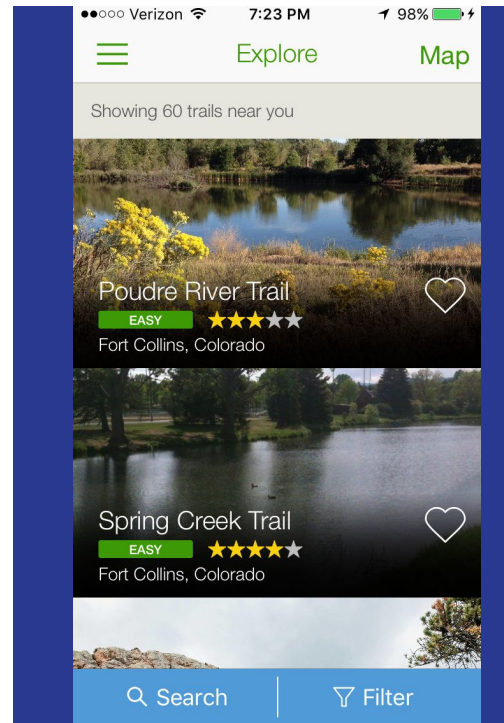 Verizon 7:23 PM 98%
Explore Map
Showing 60 trails near you
Poudre River Trail
EASY
Fort Collins, Colorado
Spring Creek Trail
EASY
Fort Collins, Colorado
Search Filter